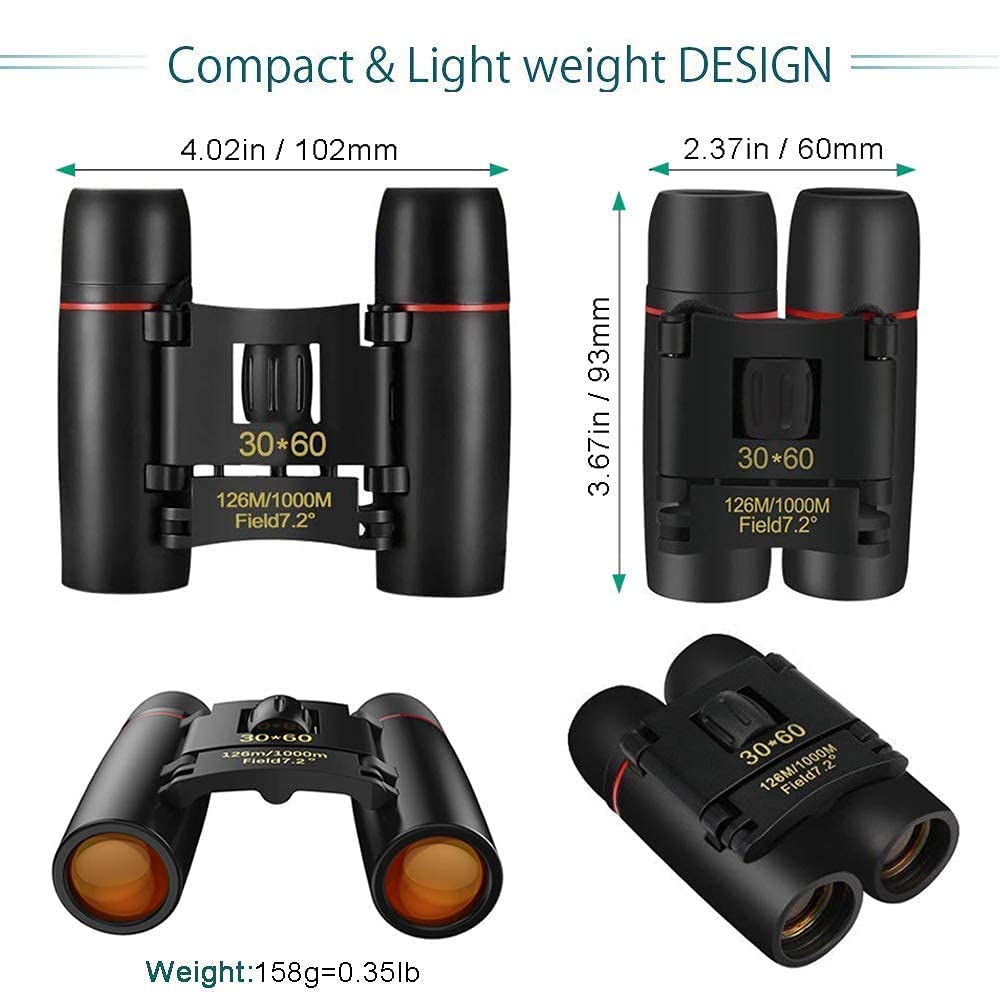 Compact & Light weight DESIGN
4.02in / 102mm
2.37in / 60mm
3.67in / 93mm
30*60
126M/1000M
Field7.2°
30*60
126M/1000M
Field7.2°
30*60
126m/1000m
Field7.2°
30*60
126M/1000M
Field7.2°
Weight:158g=0.35lb